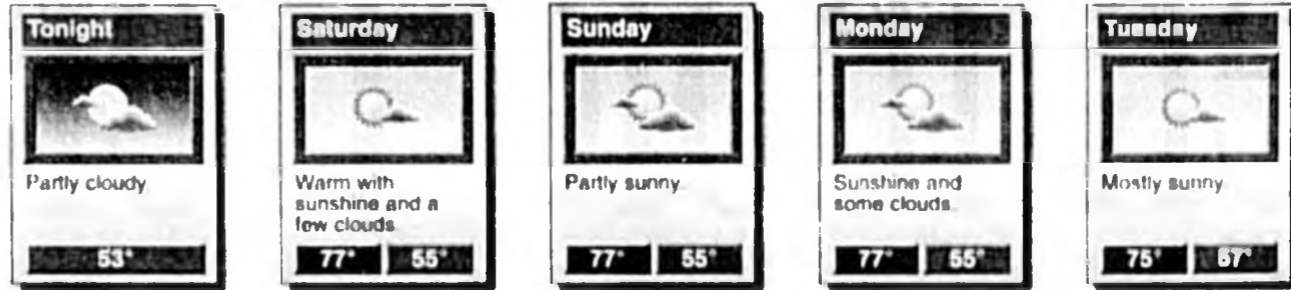 Tonight
Partly cloudy
53°
Saturday
Warm with
sunshine and a
few clouds
77° 55°
Sunday
Partly sunny
77° 55°
Monday
Sunshine and
some clouds.
77° 55°
Tuesday
Mostly sunny
75° 57°